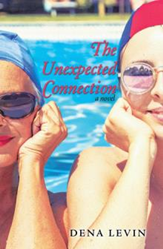 The
Unexpected
Connection
a novel
DENA LEVIN